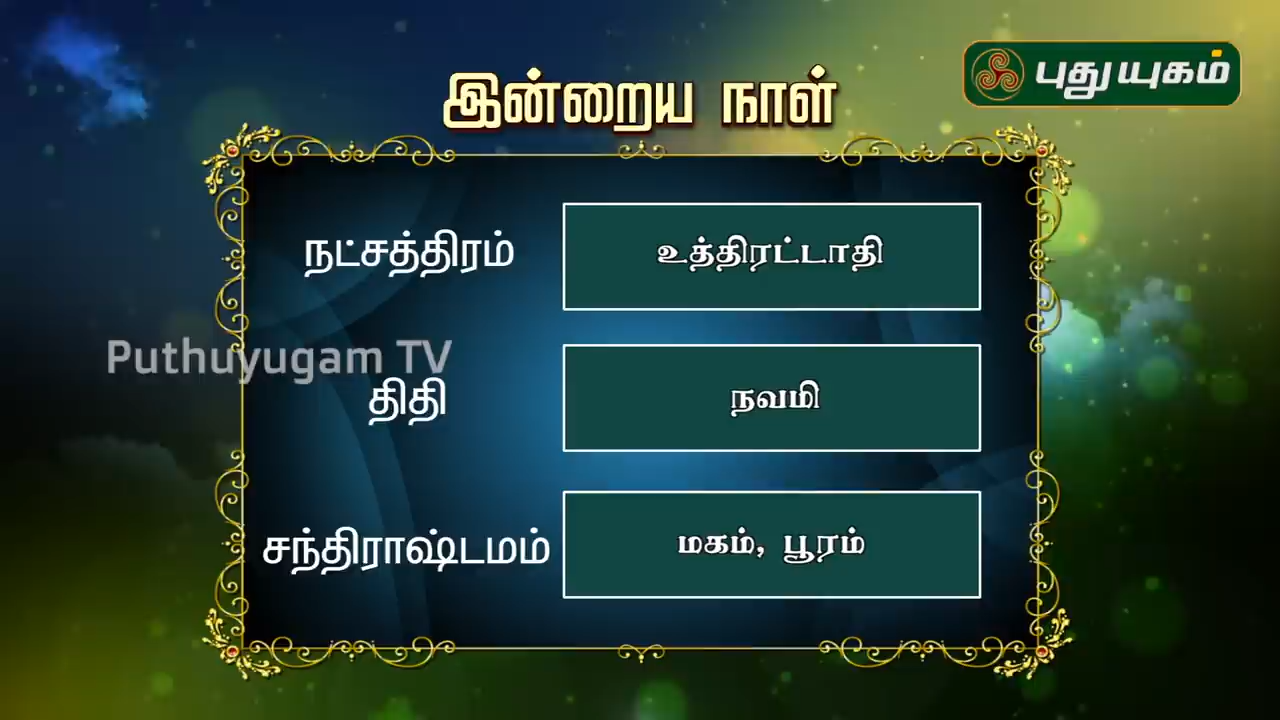 இன்றைய நாள்
புதுயுகம்
நட்சத்திரம்
உத்திரட்டாதி
Puthuyugam TV
திதி
நவமி
சந்திராஷ்டமம்
மகம், பூரம்